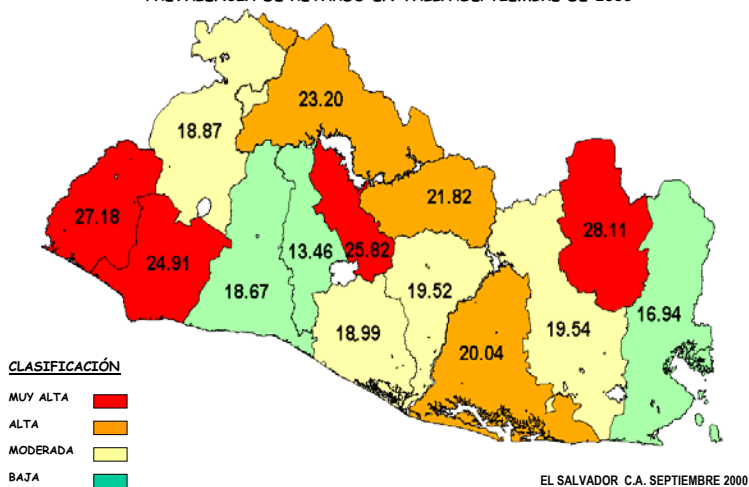 23.20
18.87
21.82
27.18
28.11
24.91
13.46
25.82
18.67
19.52
16.94
18.99
19.54
20.04
CLASIFICACIÓN
MUY ALTA
ALTA
MODERADA
BAJA
EL SALVADOR C.A. SEPTIEMBRE 2000